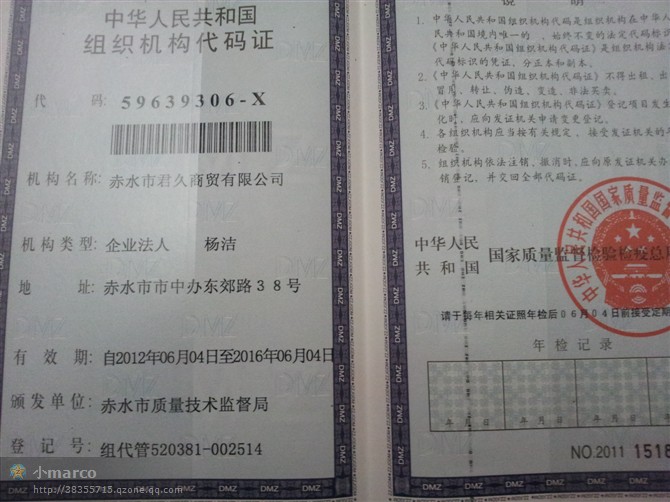 中华人民共和国
组织机构代码证
代 码: 59639306-X
机构名称: 赤水市君久商贸有限公司
机构类型: 企业法人 杨洁
地 址: 赤水市市中办东郊路38号
有 效 期: 自2012年06月04日至2016年06月04日
颁发单位: 赤水市质量技术监督局
登 记 号: 组代管520381-002514
说 明
1. 中华人民共和国组织机构代码是组织机构在中华人
民共和国境内唯一的、始终不变的法定代码标识
《中华人民共和国组织机构代码证》是组织机构法
代码标识的凭证，分正本和副本。
2. 《中华人民共和国组织机构代码证》不得出租、出
冒用、转让、伪造、变造、非法买卖。
3. 《中华人民共和国组织机构代码证》登记项目发生
化时，应向发证机关申请变更登记。
4. 各组织机构应当按有关规定，接受发证机关的
检验。
5. 组织机构依法注销、撤消时，应向原发证机关办
销登记，并交回全部代码证。
中华人民
共 和 国
国家质量监督检验检疫总局
中华人民共和国国家质量监
请于每年相关证照年检后06月04日前接受定期
年检记录
年 月 日 年 月 日 年 月 日
NO.2011 1518
小marco
http://38355715.qzone.qq.com
DMZ